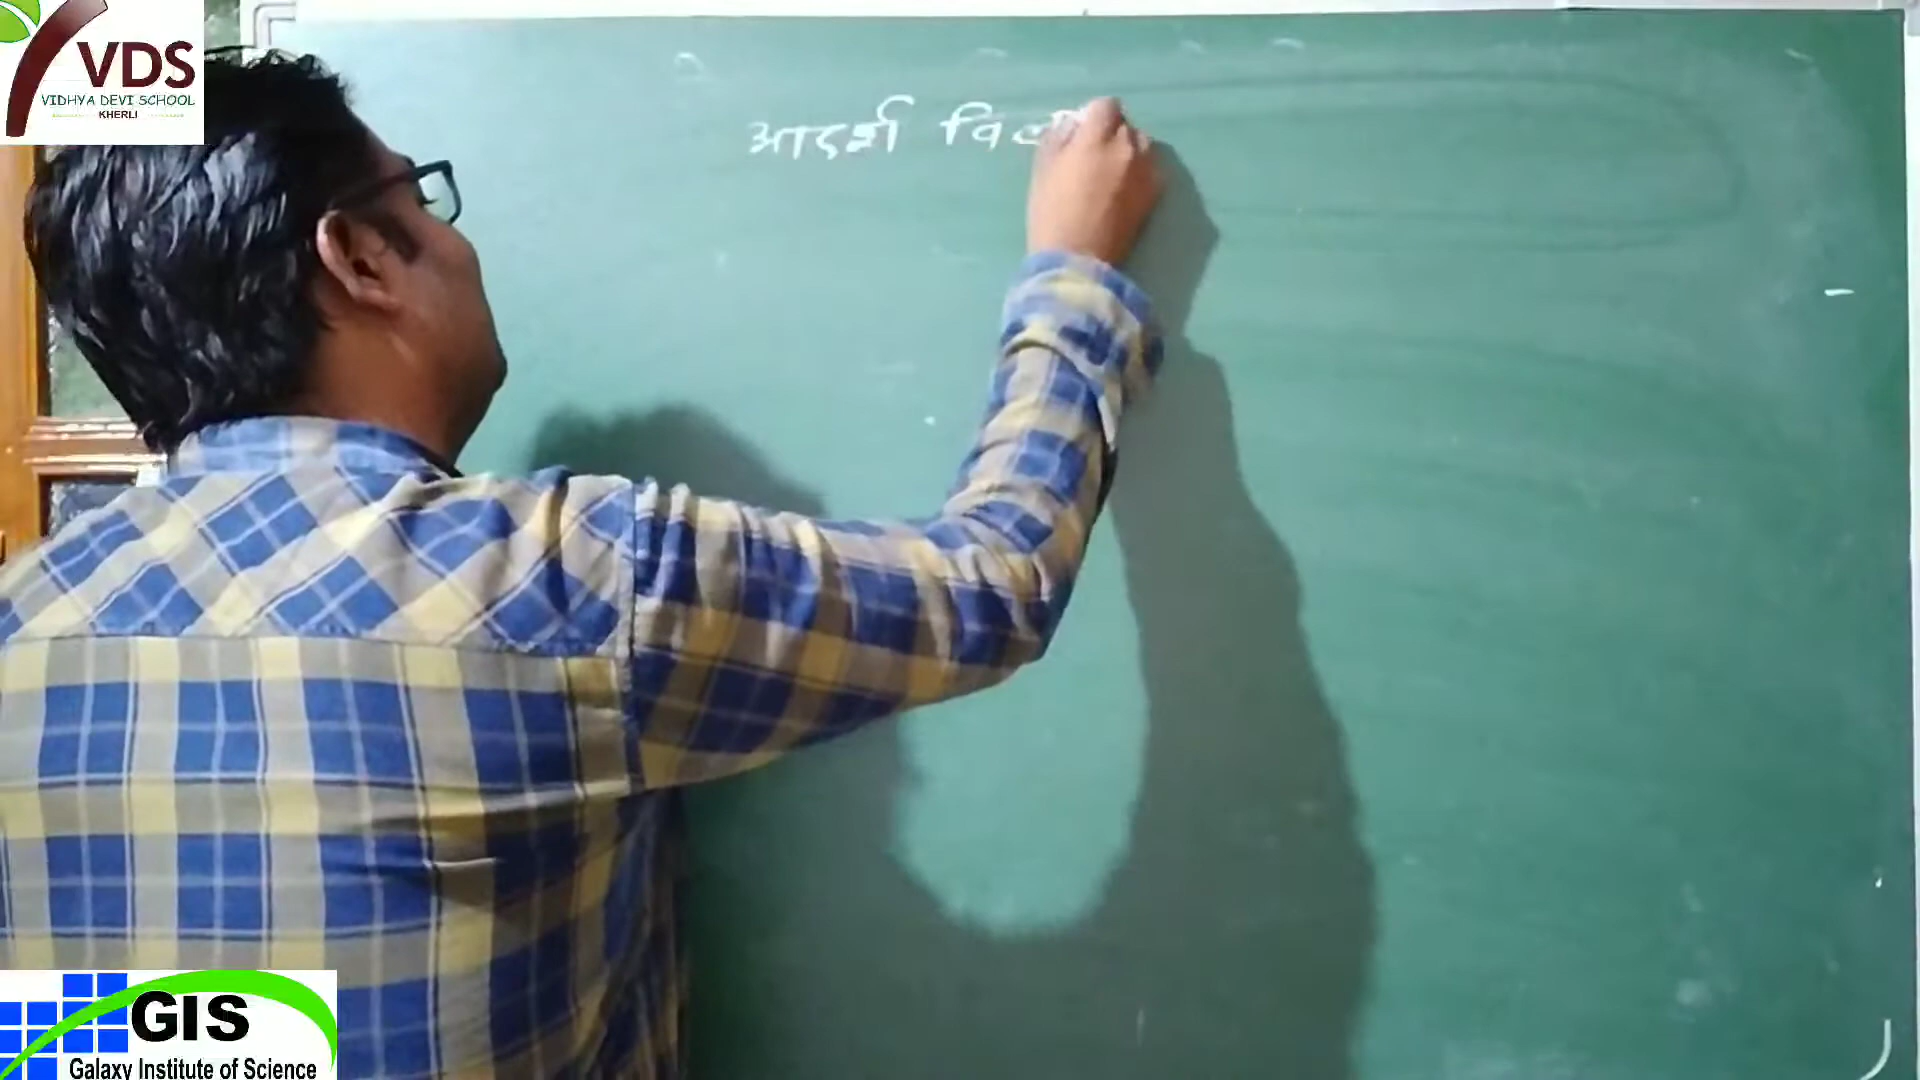 VDS
VIDHYA DEVI SCHOOL
KHERLI
आदर्श
GIS
Galaxy Institute of Science